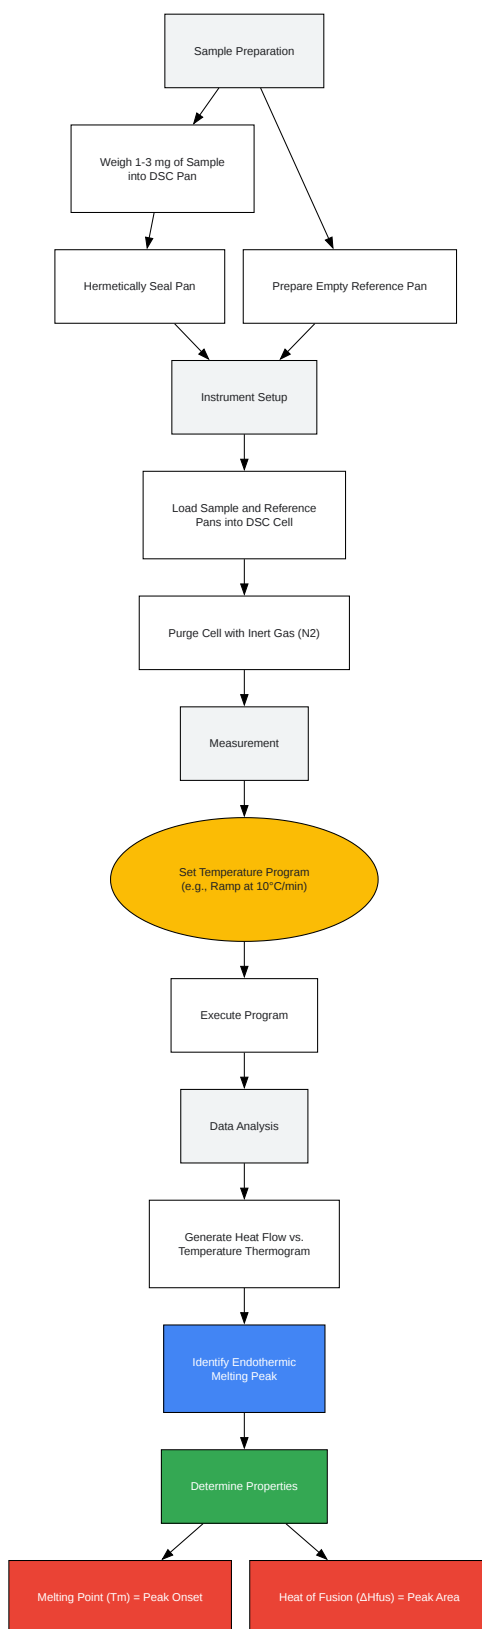 Sample Preparation
Weigh 1-3 mg of Sample
into DSC Pan
Hermetically Seal Pan
Prepare Empty Reference Pan
Instrument Setup
Load Sample and Reference
Pans into DSC Cell
Purge Cell with Inert Gas (N2)
Measurement
Set Temperature Program
(e.g., Ramp at 10°C/min)
Execute Program
Data Analysis
Generate Heat Flow vs.
Temperature Thermogram
Identify Endothermic
Melting Peak
Determine Properties
Melting Point (Tm) = Peak Onset
Heat of Fusion (ΔHfus) = Peak Area